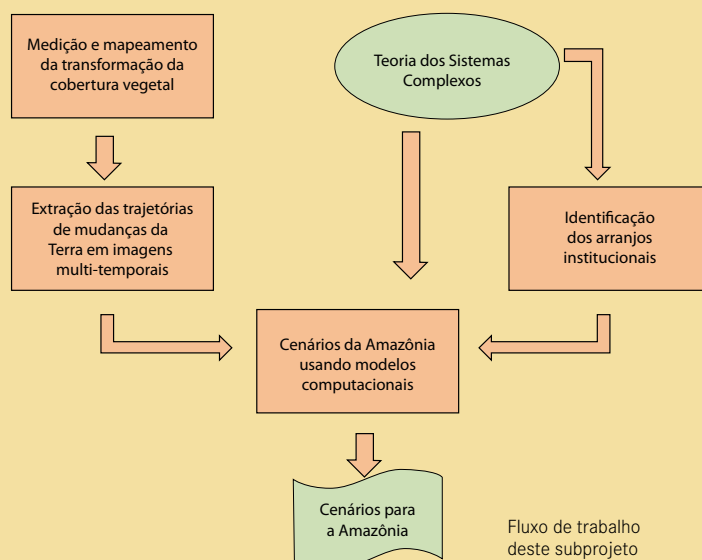 Medição e mapeamento
da transformação da
cobertura vegetal
Teoria dos Sistemas
Complexos
Extração das trajetórias
de mudanças da
Terra em imagens
multi-temporais
Identificação
dos arranjos
institucionais
Cenários da Amazônia
usando modelos
computacionais
Cenários para
a Amazônia
Fluxo de trabalho
deste subprojeto